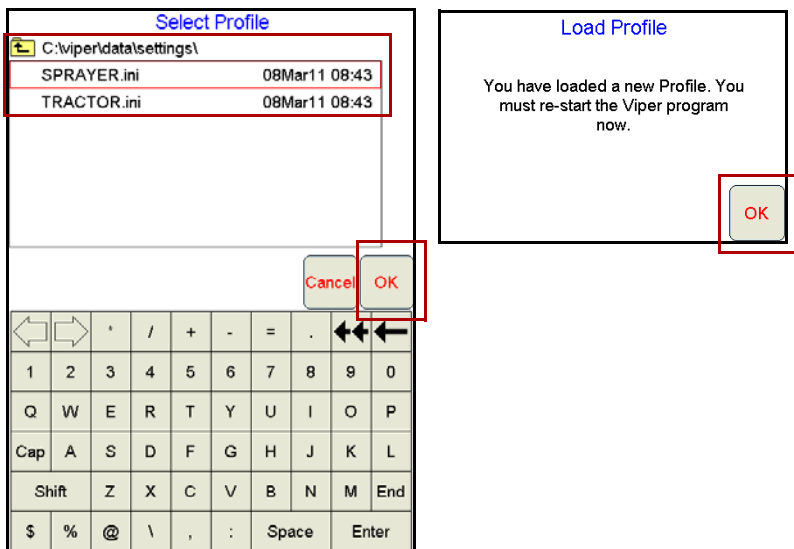 Select Profile
C:\viper\data\settings\
SPRAYER.ini 08Mar11 08:43
TRACTOR.ini 08Mar11 08:43
Cancel OK
* / + - = .
1 2 3 4 5 6 7 8 9 0
Q W E R T Y U I O P
Cap A S D F G H J K L
Shift Z X C V B N M End
$ % @ \ , : Space Enter
Load Profile
You have loaded a new Profile. You
must re-start the Viper program
now.
OK